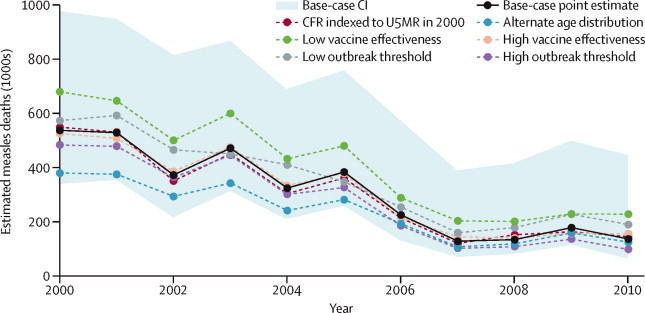 Base-case CI
Base-case point estimate
CFR indexed to U5MR in 2000
Alternate age distribution
Low vaccine effectiveness
High vaccine effectiveness
Low outbreak threshold
High outbreak threshold
Estimated measles deaths (1000s)
1000
800
600
400
200
0
2000
2002
2004
2006
2008
2010
Year